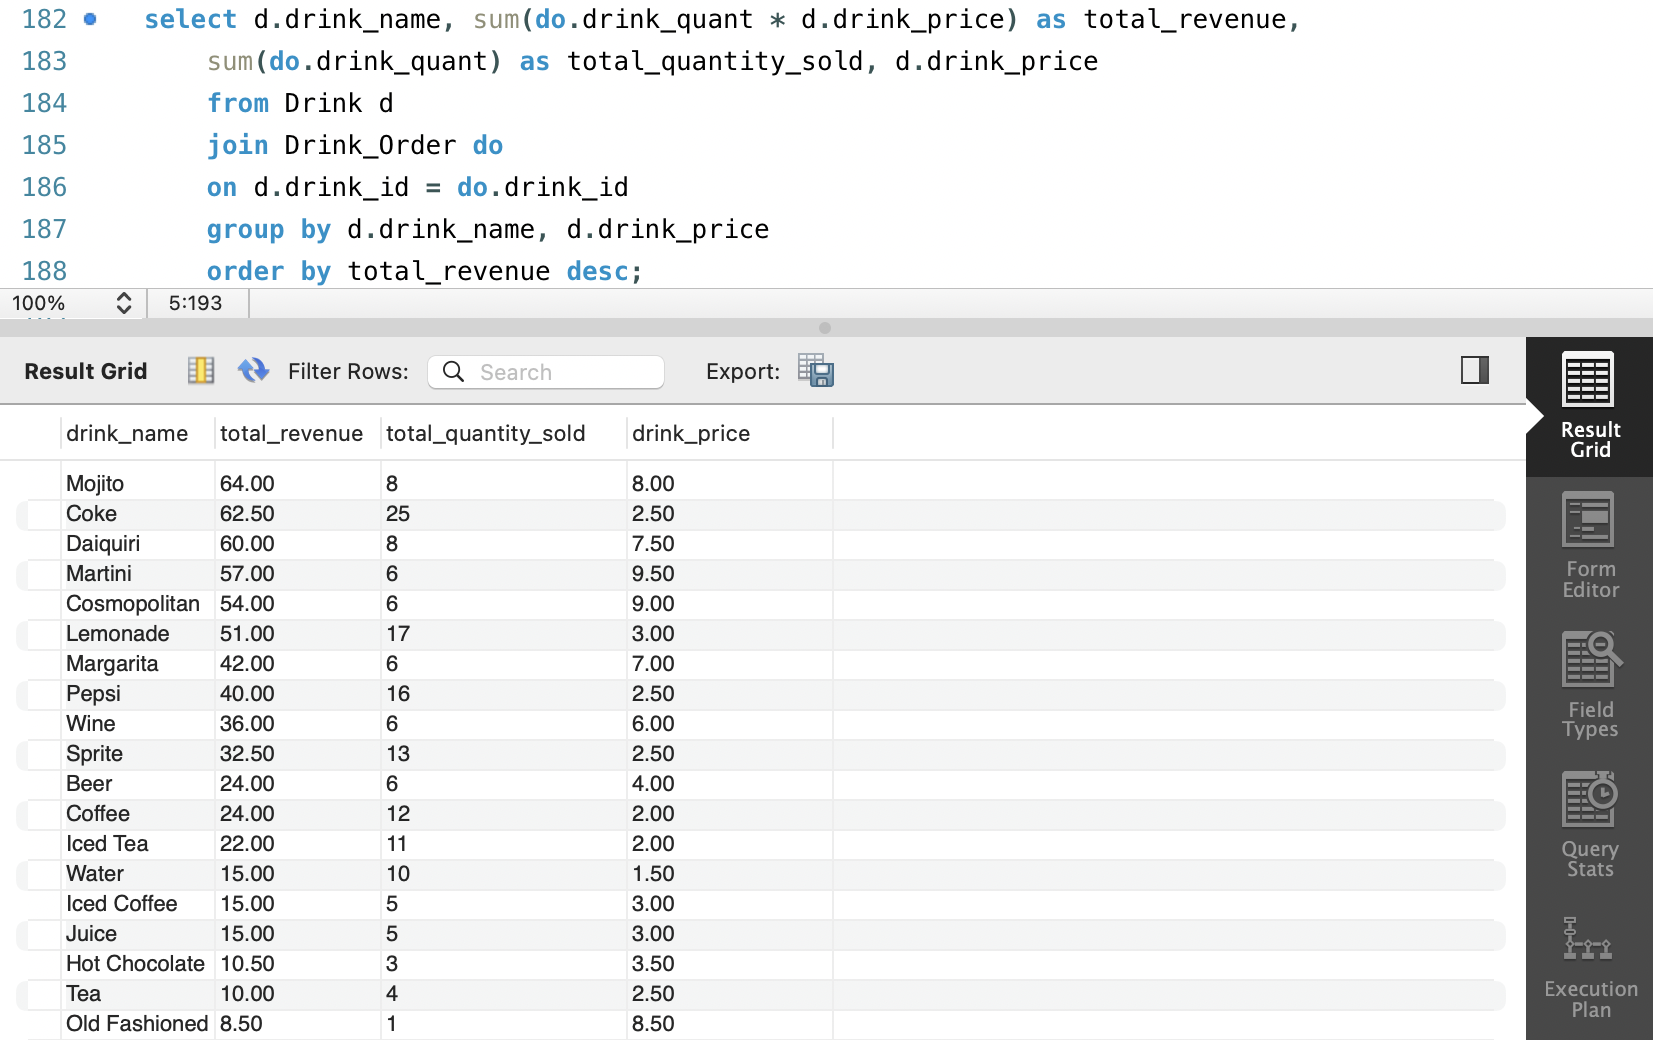 182 select d.drink_name, sum(do.drink_quant * d.drink_price) as total_revenue,
183 sum(do.drink_quant) as total_quantity_sold, d.drink_price
184 from Drink d
185 join Drink_Order do
186 on d.drink_id = do.drink_id
187 group by d.drink_name, d.drink_price
188 order by total_revenue desc;
100% 5:193
Result Grid Filter Rows: Search Export:
drink_name total_revenue total_quantity_sold drink_price
Mojito 64.00 8 8.00
Coke 62.50 25 2.50
Daiquiri 60.00 8 7.50
Martini 57.00 6 9.50
Cosmopolitan 54.00 6 9.00
Lemonade 51.00 17 3.00
Margarita 42.00 6 7.00
Pepsi 40.00 16 2.50
Wine 36.00 6 6.00
Sprite 32.50 13 2.50
Beer 24.00 6 4.00
Coffee 24.00 12 2.00
Iced Tea 22.00 11 2.00
Water 15.00 10 1.50
Iced Coffee 15.00 5 3.00
Juice 15.00 5 3.00
Hot Chocolate 10.50 3 3.50
Tea 10.00 4 2.50
Old Fashioned 8.50 1 8.50
Result
Grid
Form
Editor
Field
Types
Query
Stats
Execution
Plan